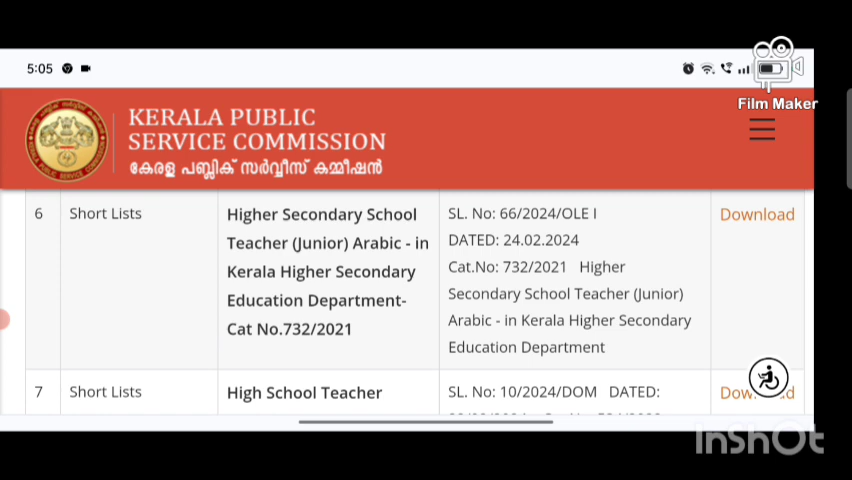 5:05
Film Maker
KERALA PUBLIC
SERVICE COMMISSION
കേരള പബ്ലിക് സർവ്വീസ് കമ്മീഷൻ
6
Short Lists
Higher Secondary School
Teacher (Junior) Arabic - in
Kerala Higher Secondary
Education Department-
Cat No.732/2021
SL. No: 66/2024/OLE I
DATED: 24.02.2024
Cat.No: 732/2021 Higher
Secondary School Teacher (Junior)
Arabic - in Kerala Higher Secondary
Education Department
Download
7
Short Lists
High School Teacher
SL. No: 10/2024/DOM DATED:
InShOt